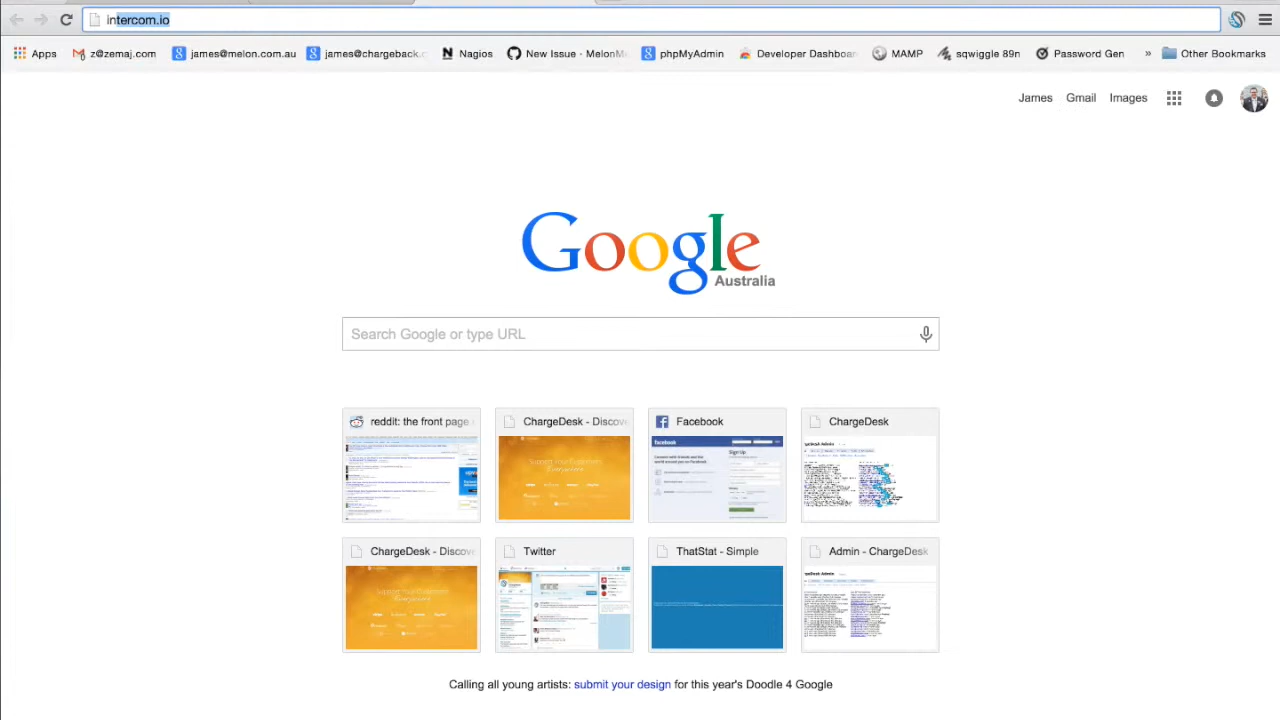 intercom.io
Apps z@zemaj.com james@melon.com.au james@chargeback.c Nagios New Issue - MelonM phpMyAdmin Developer Dashboar MAMP sqwiggle 89n Password Gen » Other Bookmarks
James Gmail Images
Google
Australia
Search Google or type URL
reddit: the front page ChargeDesk - Discove Facebook ChargeDesk
ChargeDesk - Discove Twitter ThatStat - Simple Admin - ChargeDesk
Calling all young artists: submit your design for this year's Doodle 4 Google